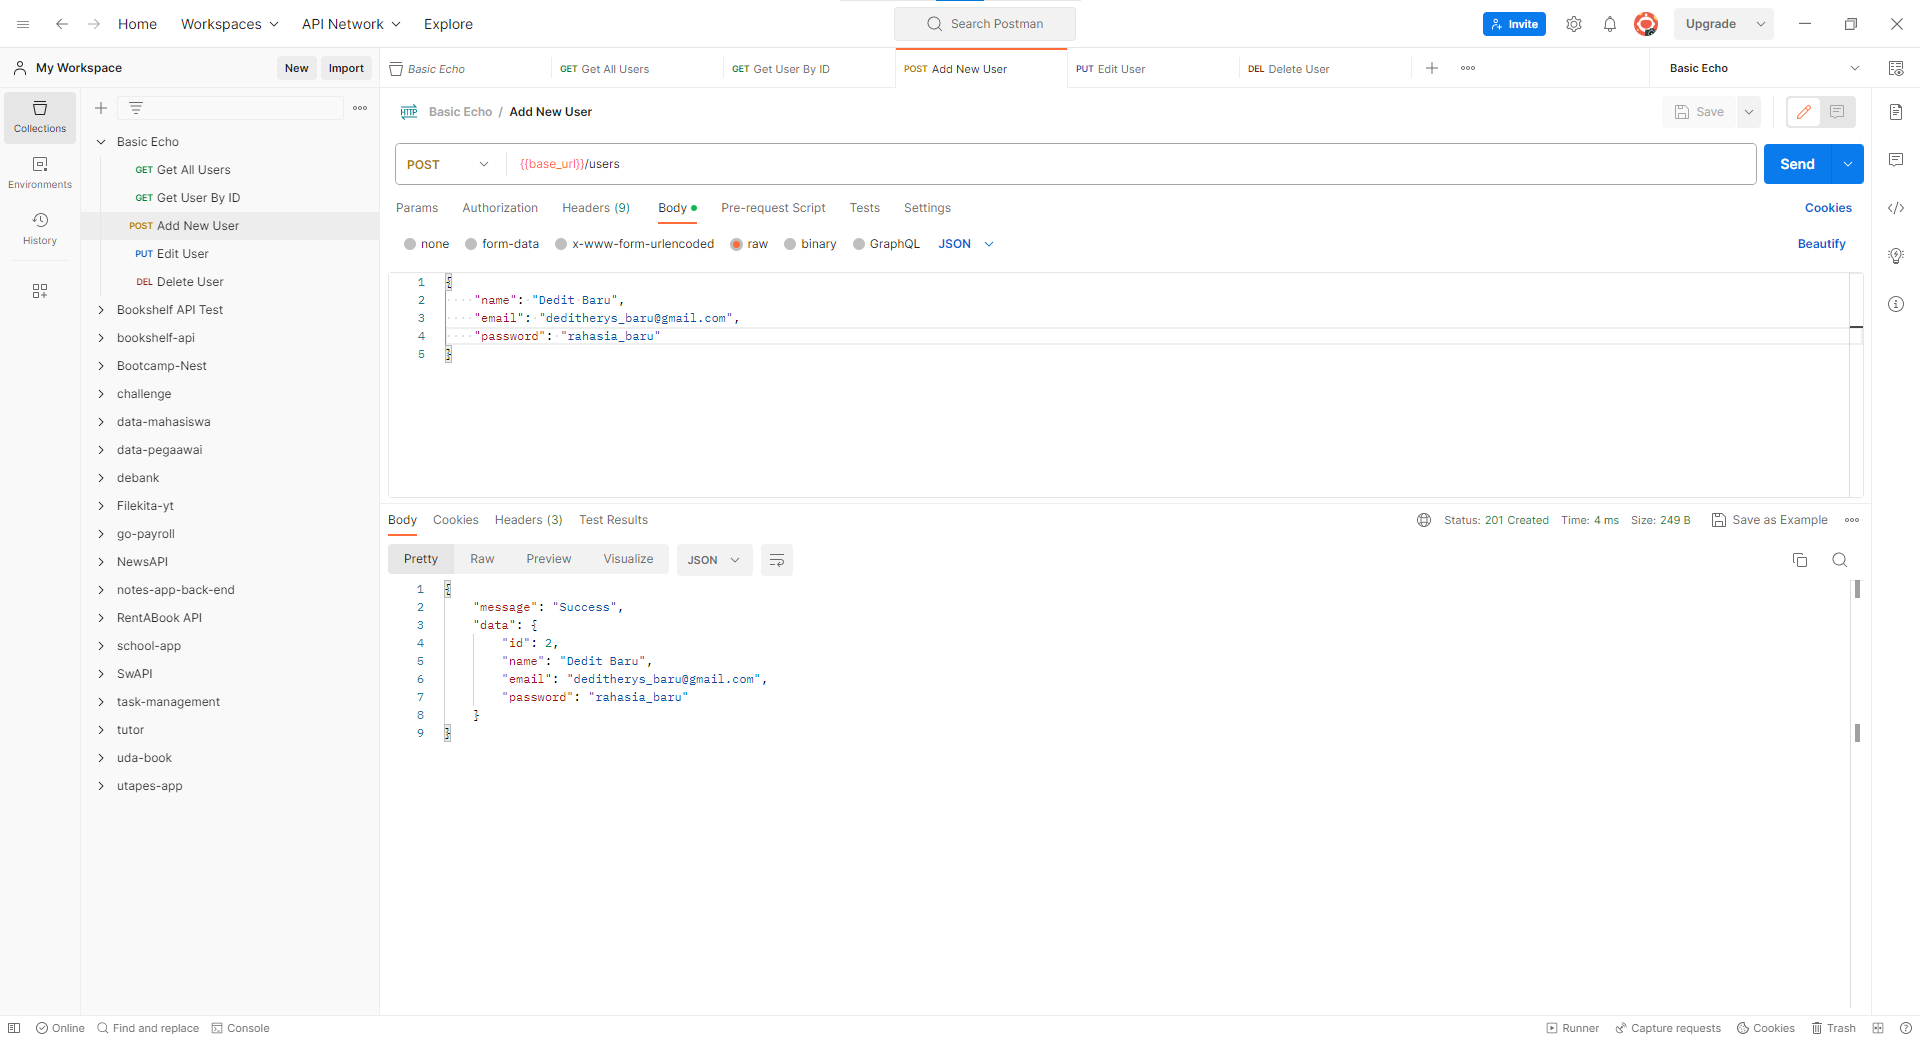 Home Workspaces API Network Explore Search Postman Invite Upgrade
My Workspace New Import
Basic Echo GET Get All Users GET Get User By ID POST Add New User PUT Edit User DEL Delete User Basic Echo
Collections
Environments
History
Basic Echo
GET Get All Users
GET Get User By ID
POST Add New User
PUT Edit User
DEL Delete User
Bookshelf API Test
bookshelf-api
Bootcamp-Nest
challenge
data-mahasiswa
data-pegaawai
debank
Filekita-yt
go-payroll
NewsAPI
notes-app-back-end
RentABook API
school-app
SwAPI
task-management
tutor
uda-book
utapes-app
HTTP Basic Echo / Add New User Save
POST {{base_url}}/users Send
Params Authorization Headers (9) Body Pre-request Script Tests Settings Cookies
none form-data x-www-form-urlencoded raw binary GraphQL JSON Beautify
1 {
2 "name": "Dedit Baru",
3 "email": "deditherys_baru@gmail.com",
4 "password": "rahasia_baru"
5 }
Body Cookies Headers (3) Test Results Status: 201 Created Time: 4 ms Size: 249 B Save as Example
Pretty Raw Preview Visualize JSON
1 {
2 "message": "Success",
3 "data": {
4 "id": 2,
5 "name": "Dedit Baru",
6 "email": "deditherys_baru@gmail.com",
7 "password": "rahasia_baru"
8 }
9 }
Online Find and replace Console Runner Capture requests Cookies Trash